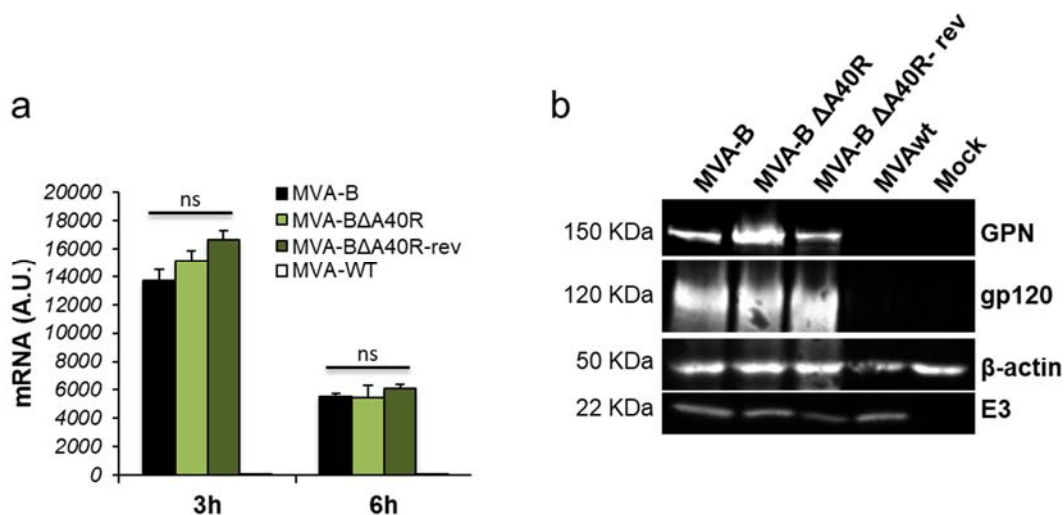 a
mRNA (A.U.)
20000
18000
16000
14000
12000
10000
8000
6000
4000
2000
0
ns
ns
MVA-B
MVA-BΔA40R
MVA-BΔA40R-rev
MVA-WT
3h
6h
b
MVA-B
MVA-B ΔA40R
MVA-B ΔA40R- rev
MVAwt
Mock
150 KDa
GPN
120 KDa
gp120
50 KDa
β-actin
22 KDa
E3